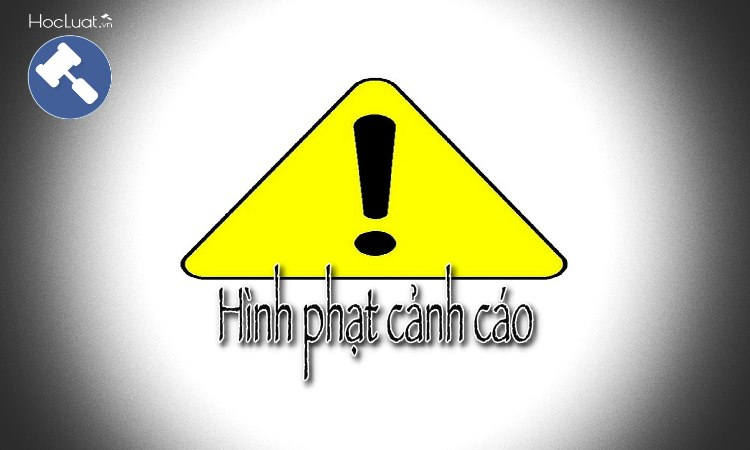 HocLuat.vn
!
Hình phạt cảnh cáo